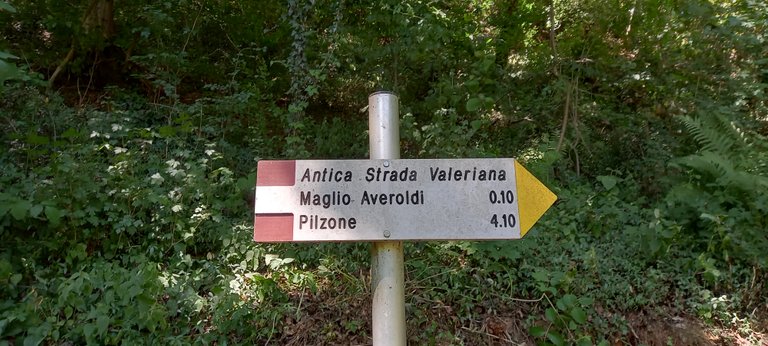 Antica Strada Valeriana
Maglio Averoldi 0.10
Pilzone 4.10